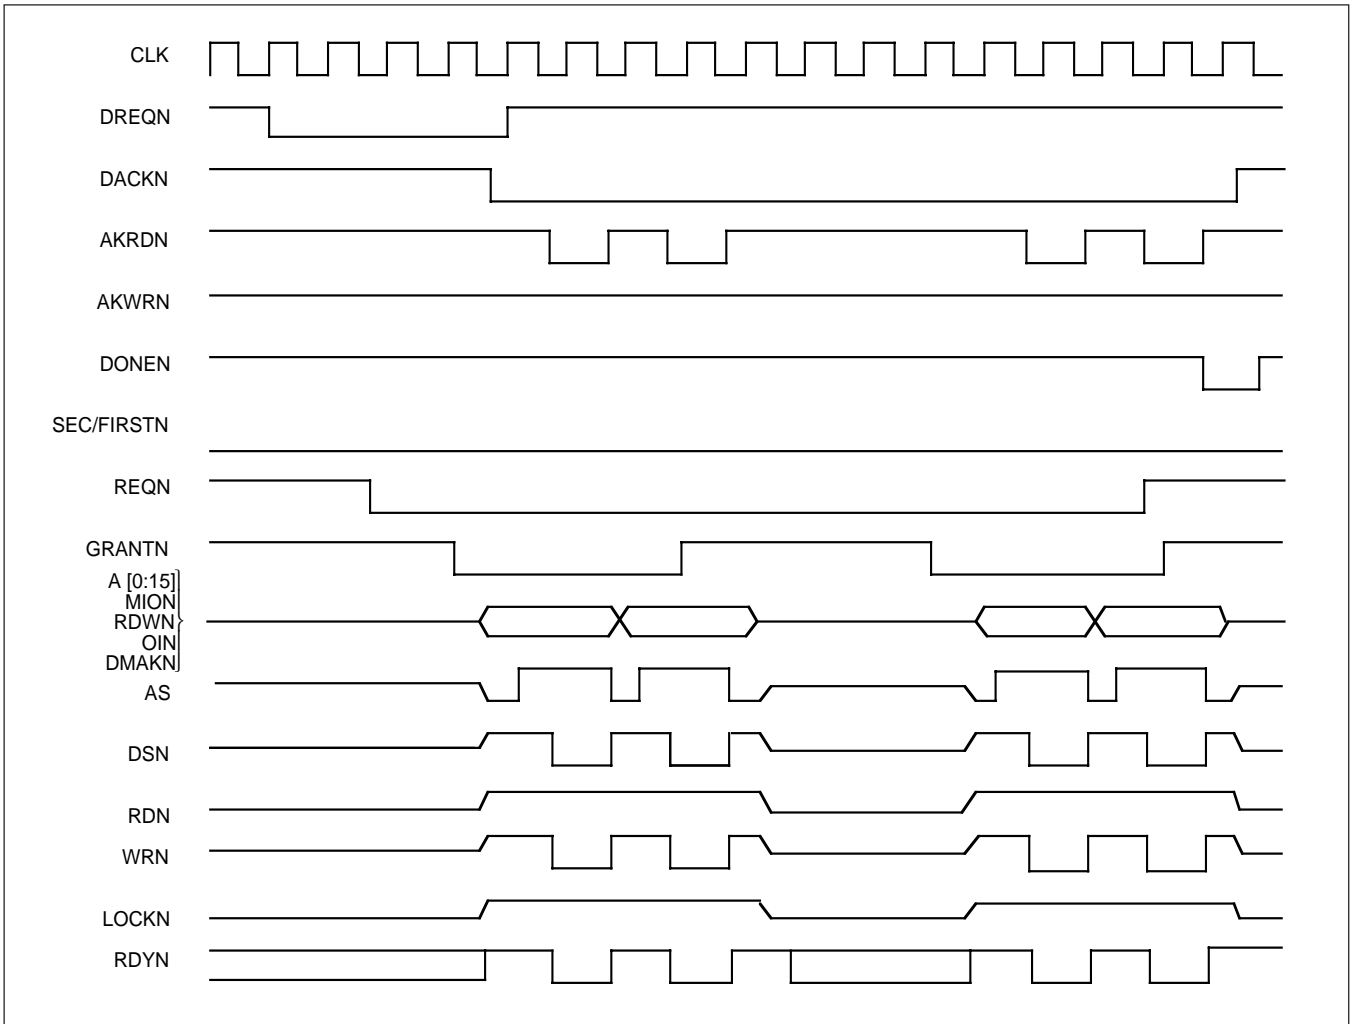 CLK
DREQN
DACKN
AKRDN
AKWRN
DONEN
SEC/FIRSTN
REQN
GRANTN
A [0:15]
MION
RDWN
OIN
DMAKN
AS
DSN
RDN
WRN
LOCKN
RDYN